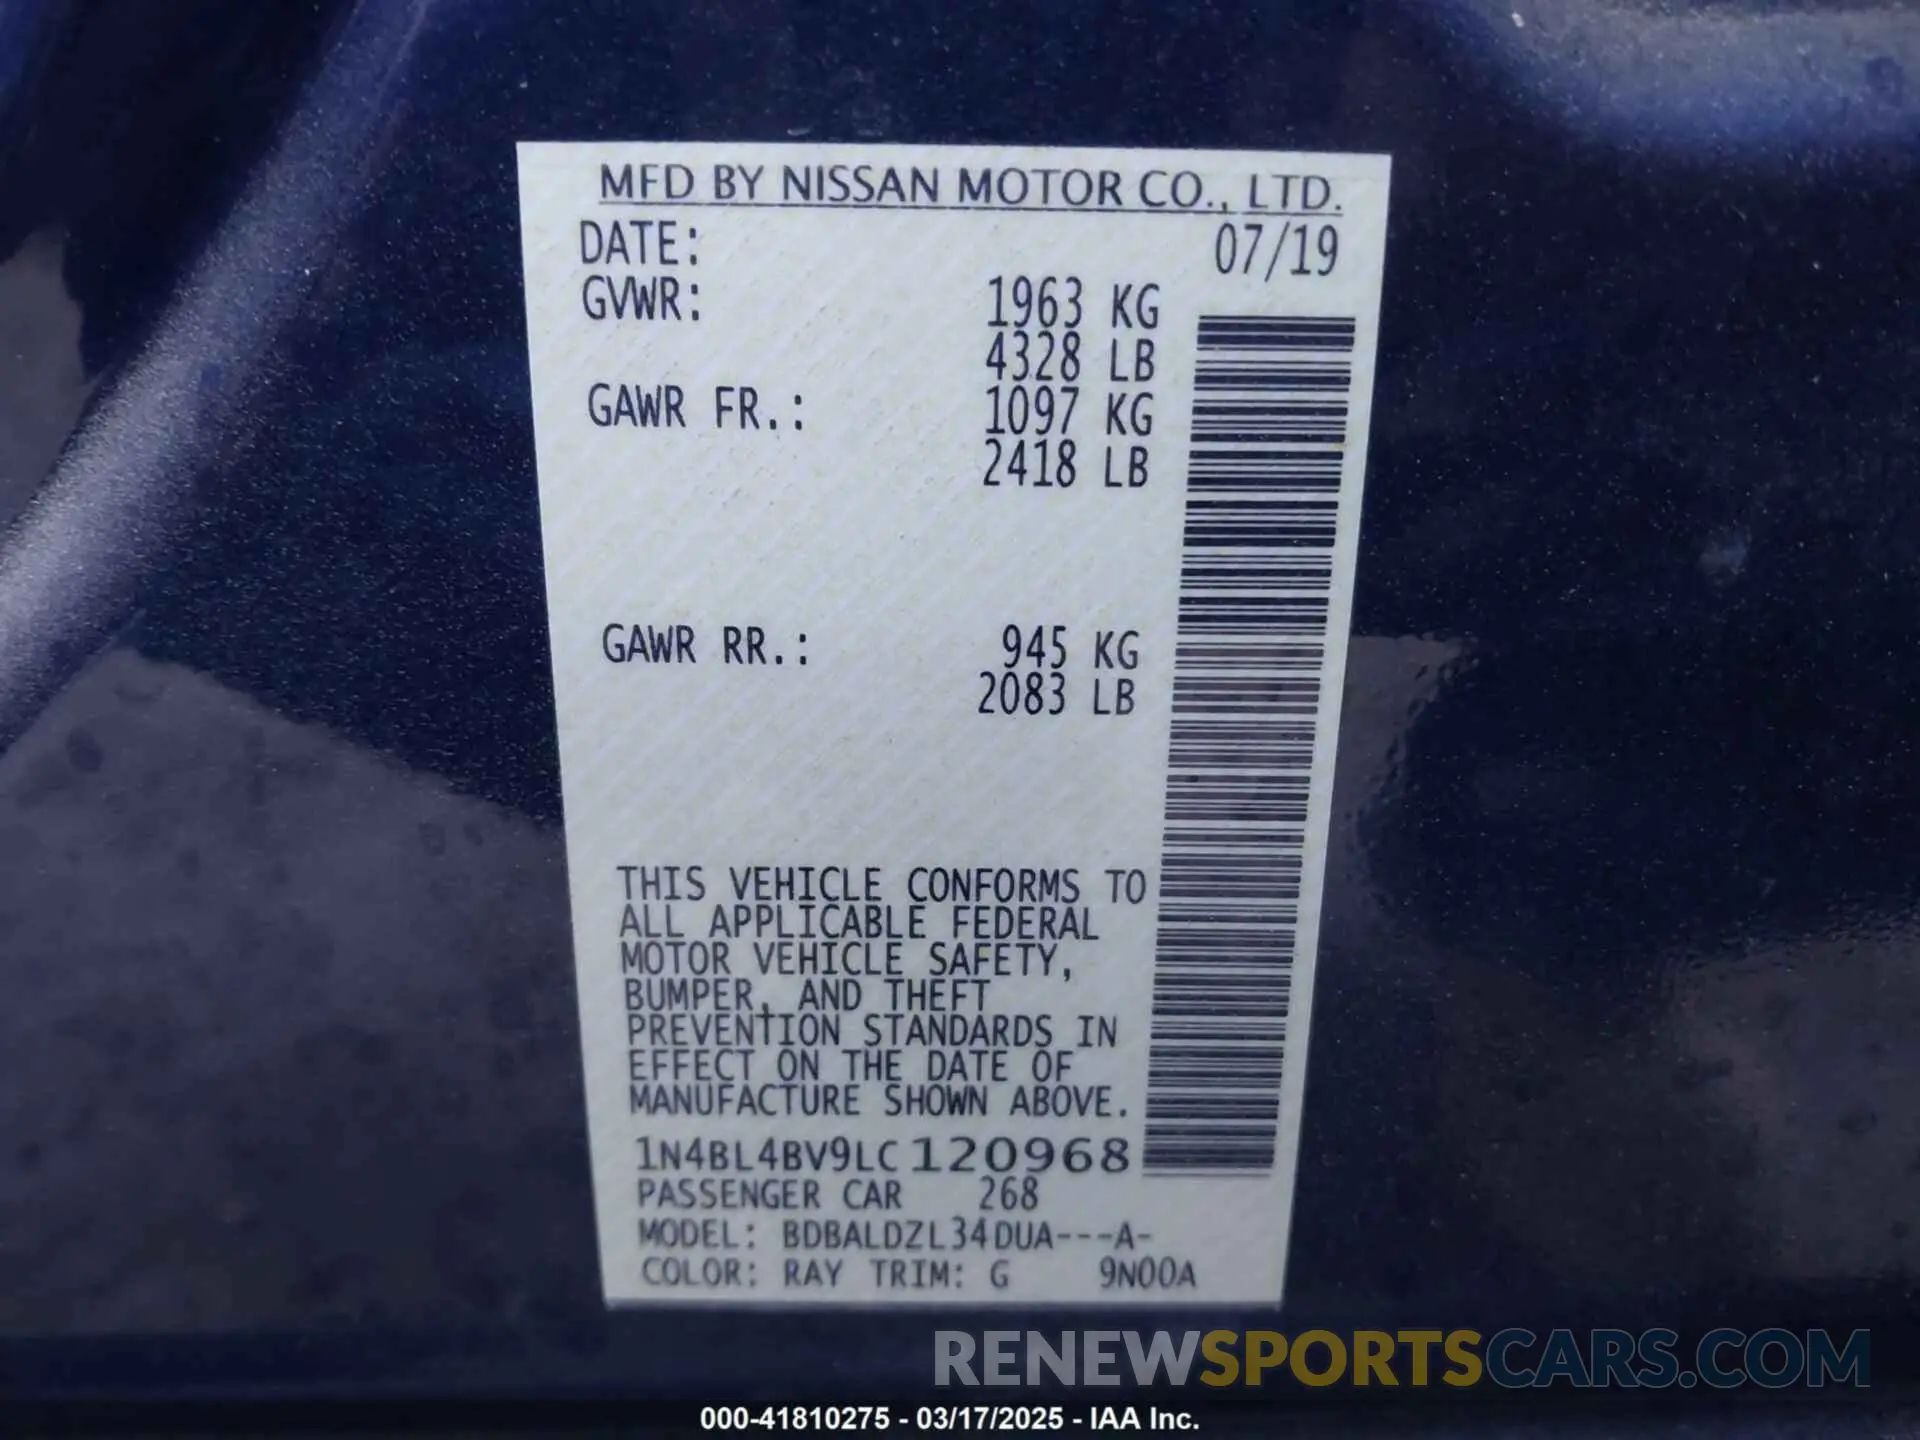 MFD BY NISSAN MOTOR CO., LTD.
DATE: 07/19
GVWR: 1963 KG
4328 LB
GAWR FR.: 1097 KG
2418 LB
GAWR RR.: 945 KG
2083 LB
THIS VEHICLE CONFORMS TO
ALL APPLICABLE FEDERAL
MOTOR VEHICLE SAFETY,
BUMPER, AND THEFT
PREVENTION STANDARDS IN
EFFECT ON THE DATE OF
MANUFACTURE SHOWN ABOVE.
1N4BL4BV9LC120968
PASSENGER CAR 268
MODEL: BDBALDZL34DUA---A-
COLOR: RAY TRIM: G 9N00A
RENEWSPORTSCARS.COM
000-41810275 - 03/17/2025 - IAA Inc.